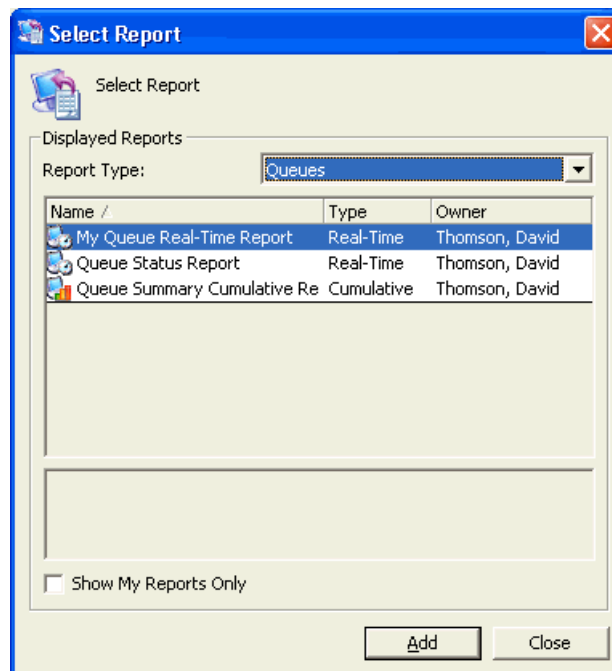 Select Report
Select Report
Displayed Reports
Report Type: Queues
Name Type Owner
My Queue Real-Time Report Real-Time Thomson, David
Queue Status Report Real-Time Thomson, David
Queue Summary Cumulative Re Cumulative Thomson, David
Show My Reports Only
Add Close